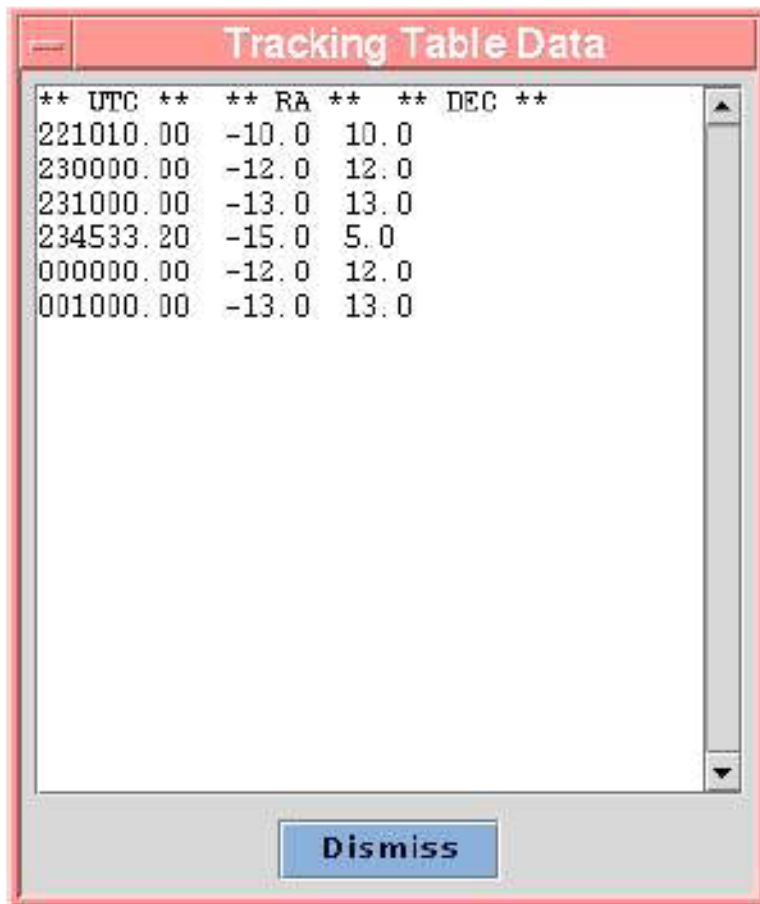 Tracking Table Data
** UTC ** ** RA ** ** DEC **
221010.00 -10.0 10.0
230000.00 -12.0 12.0
231000.00 -13.0 13.0
234533.20 -15.0 5.0
000000.00 -12.0 12.0
001000.00 -13.0 13.0
Dismiss